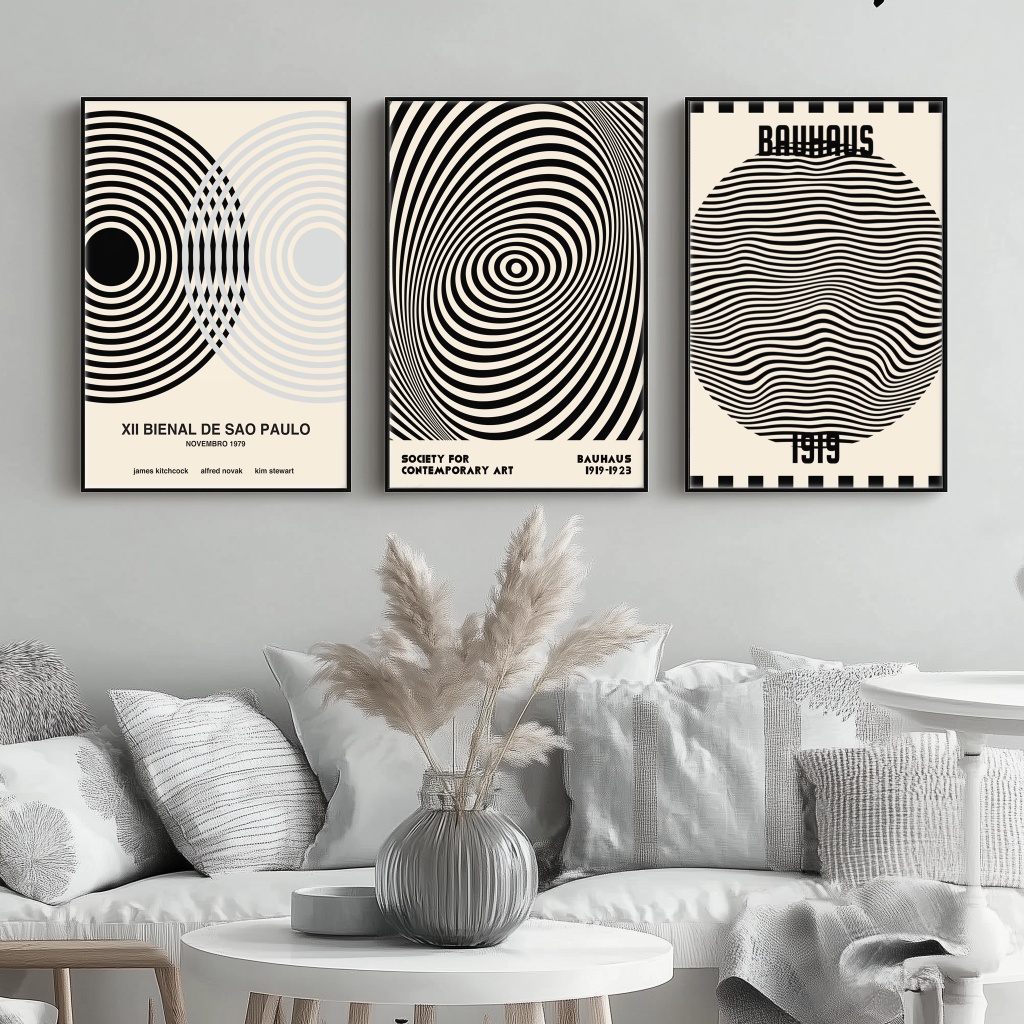 XII BIENAL DE SAO PAULO
NOVEMBRO 1979
james kitchcock alfred novak kim stewart
SOCIETY FOR
CONTEMPORARY ART
BAUHAUS
1919-1923
BAUHAUS
1919